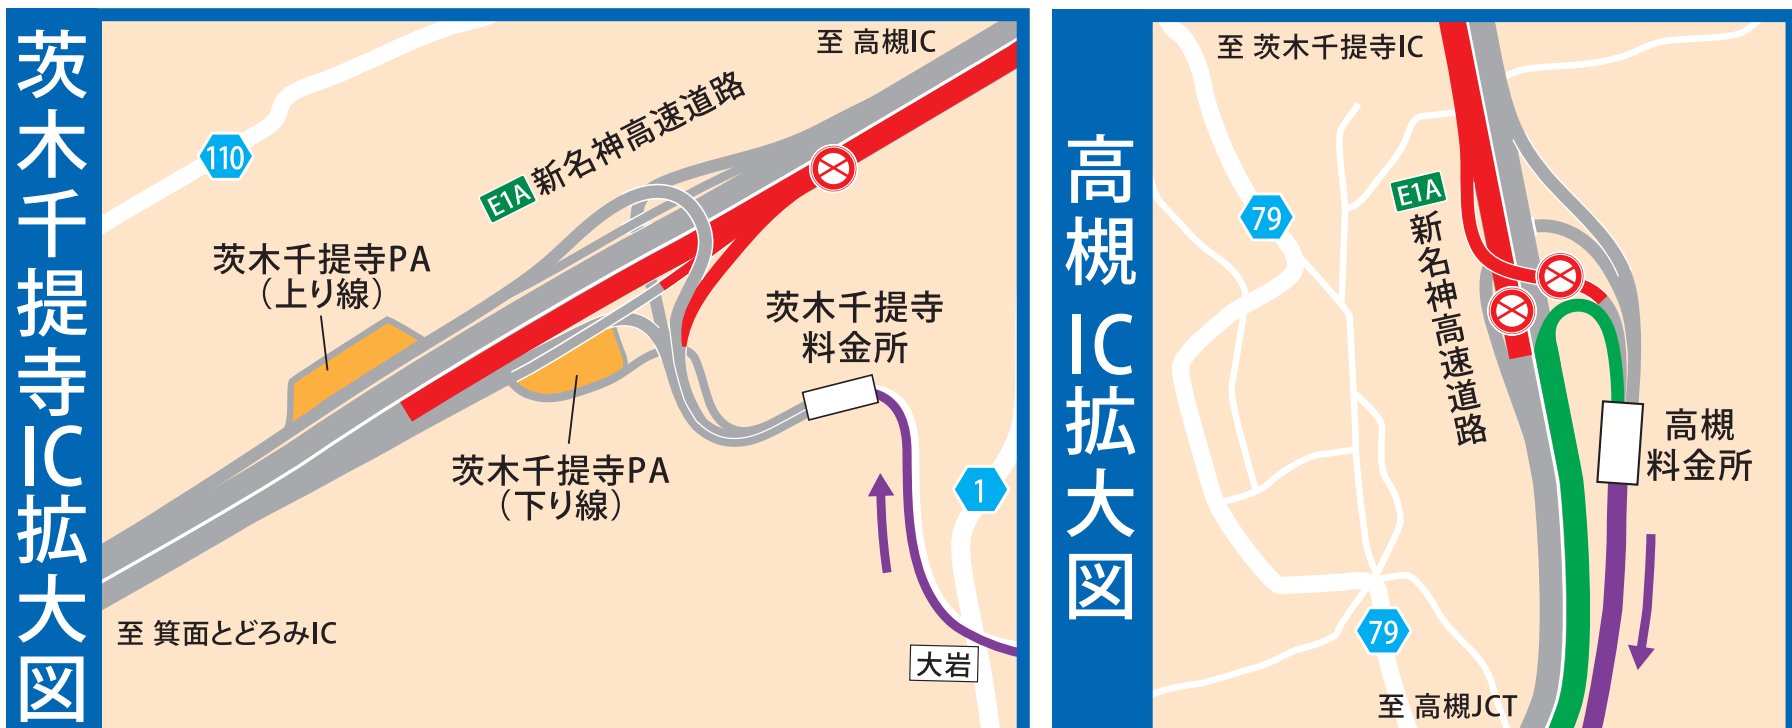 茨木千提寺IC拡大図
至 高槻IC
110
E1A 新名神高速道路
茨木千提寺PA
（上り線）
茨木千提寺
料金所
茨木千提寺PA
（下り線）
1
至 箕面とどろみIC
大岩
高槻IC拡大図
至 茨木千提寺IC
79
E1A
新名神高速道路
高槻
料金所
79
至 高槻JCT